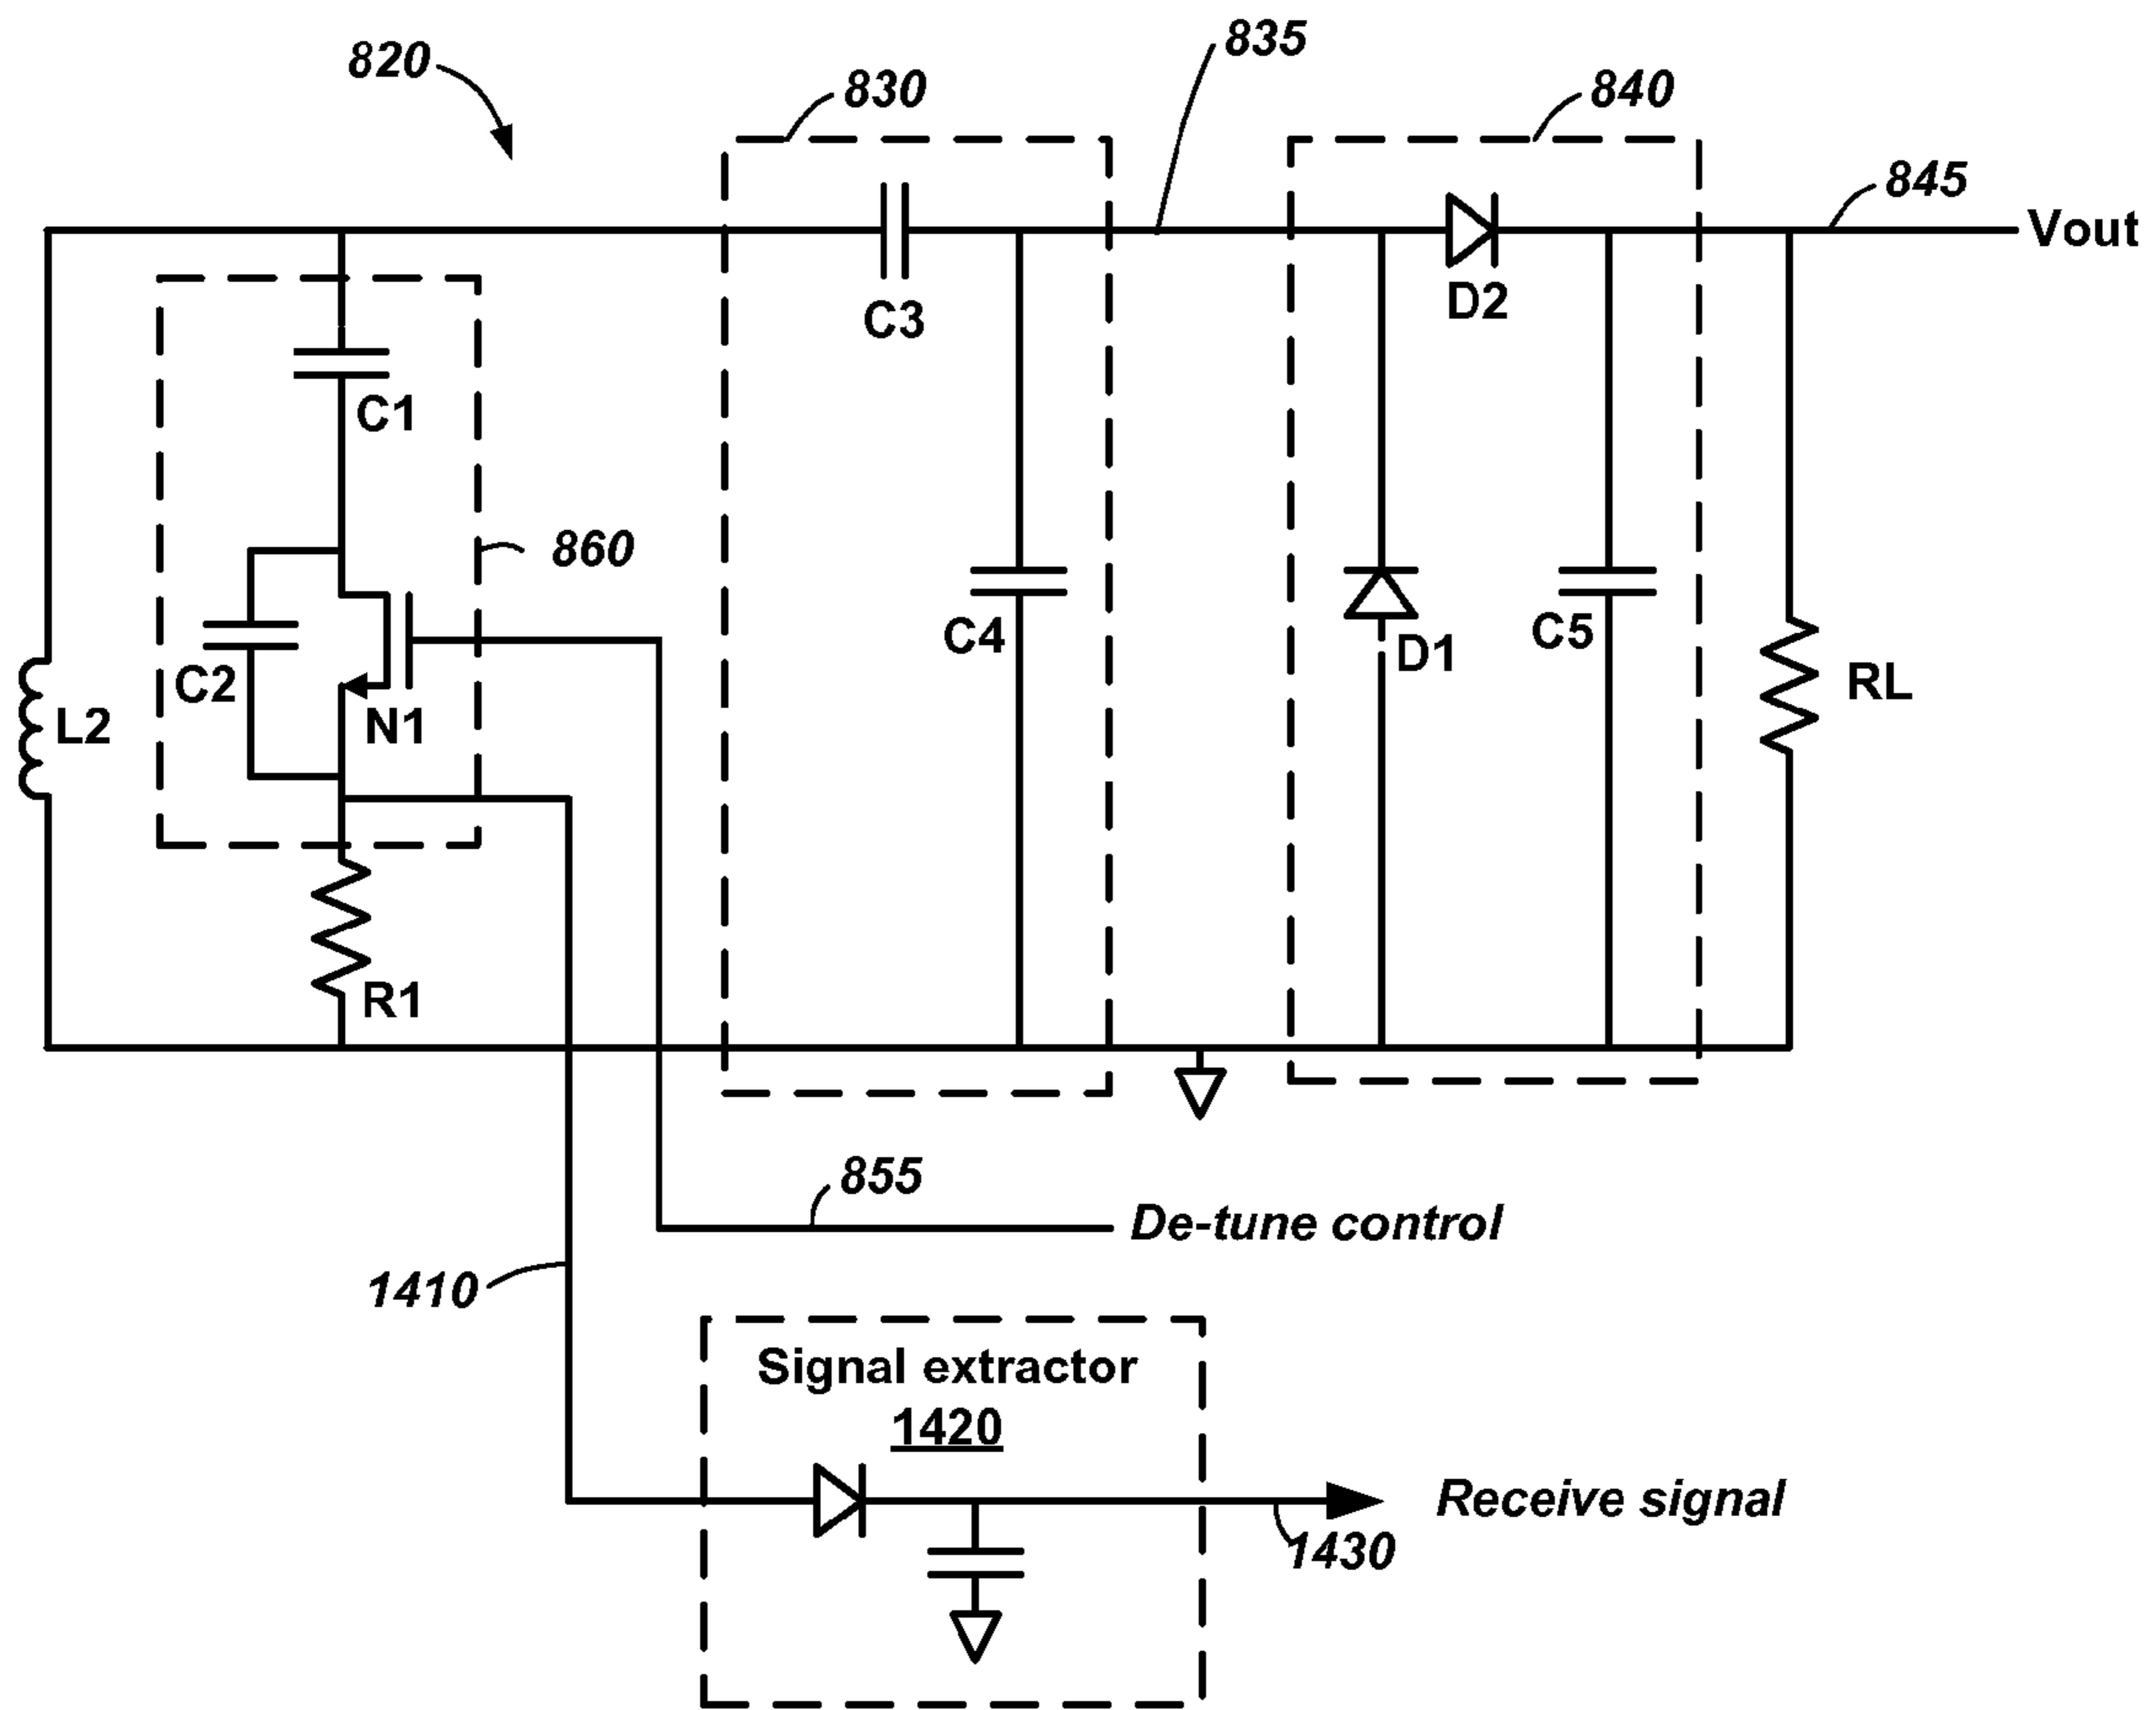 820
830
835
840
845
Vout
C3
D2
C1
860
C2
N1
L2
C4
D1
C5
RL
R1
855
De-tune control
1410
Signal extractor
1420
Receive signal
1430